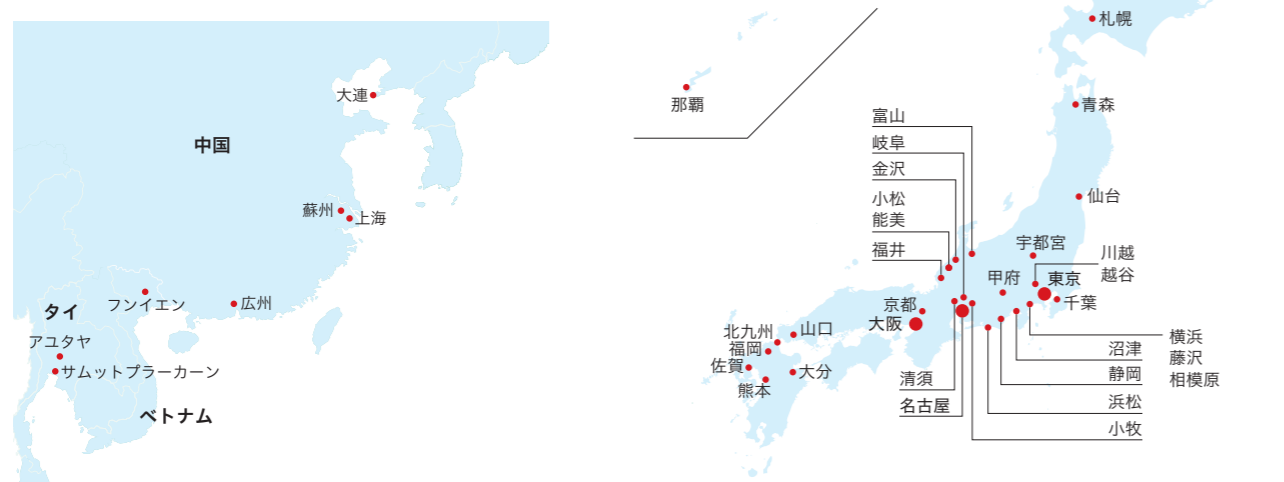 大連
中国
蘇州
上海
フンイエン
広州
タイ
アユタヤ
サムットプラーカーン
ベトナム
札幌
那覇
青森
富山
岐阜
金沢
小松
能美
福井
仙台
宇都宮
川越
越谷
甲府
東京
千葉
京都
大阪
北九州
山口
福岡
佐賀
大分
熊本
清須
名古屋
横浜
藤沢
相模原
沼津
静岡
浜松
小牧